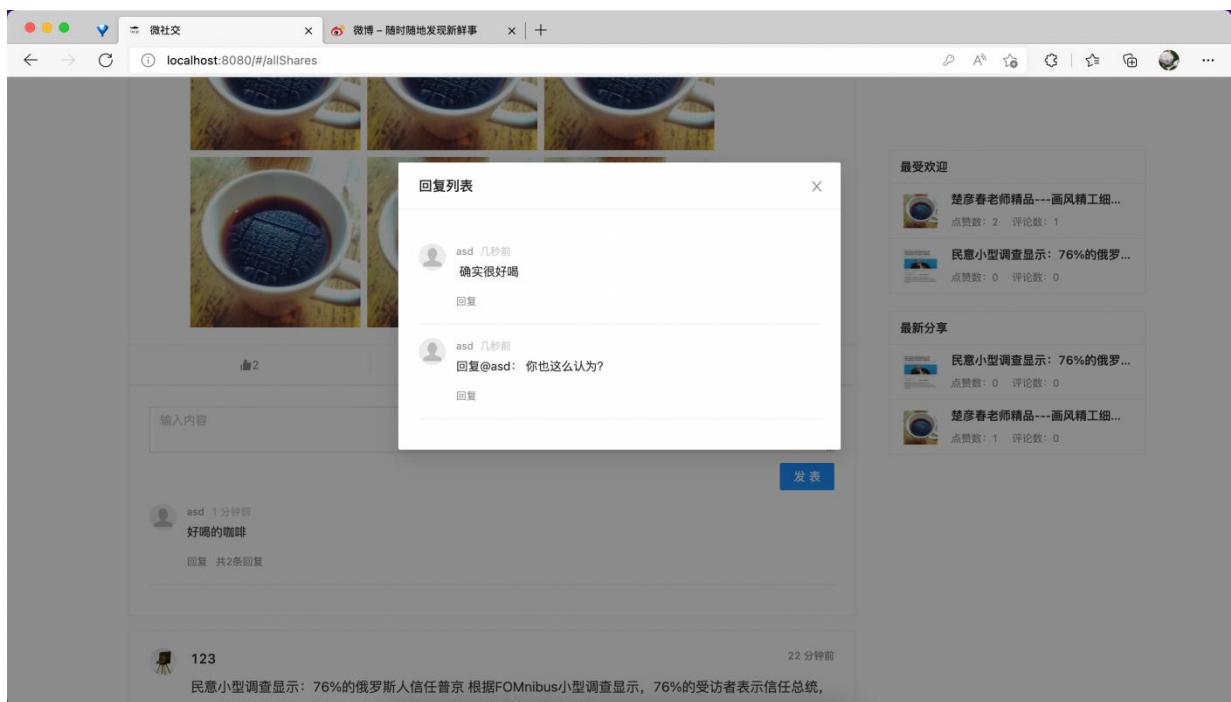 微社交
微博 – 随时随地发现新鲜事
localhost:8080/#/allShares
回复列表
asd 几秒前
确实很好喝
回复
asd 几秒前
回复@asd： 你也这么认为?
回复
2
输入内容
发 表
asd 1 分钟前
好喝的咖啡
回复 共2条回复
123
22 分钟前
民意小型调查显示：76%的俄罗斯人信任普京 根据FOMnibus小型调查显示，76%的受访者表示信任总统，
最受欢迎
楚彦春老师精品---画风精工细...
点赞数：2 评论数：1
民意小型调查显示：76%的俄罗...
点赞数：0 评论数：0
最新分享
民意小型调查显示：76%的俄罗...
点赞数：0 评论数：0
楚彦春老师精品---画风精工细...
点赞数：1 评论数：0